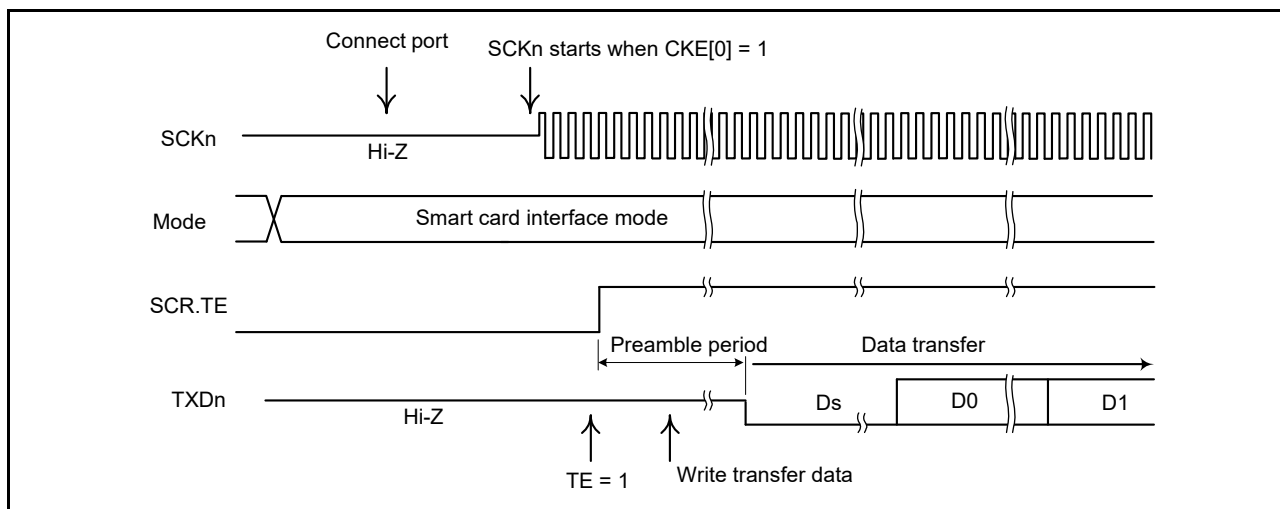 Connect port
SCKn starts when CKE[0] = 1
SCKn
Hi-Z
Mode
Smart card interface mode
SCR.TE
Preamble period
Data transfer
TXDn
Hi-Z
Ds
D0
D1
TE = 1
Write transfer data